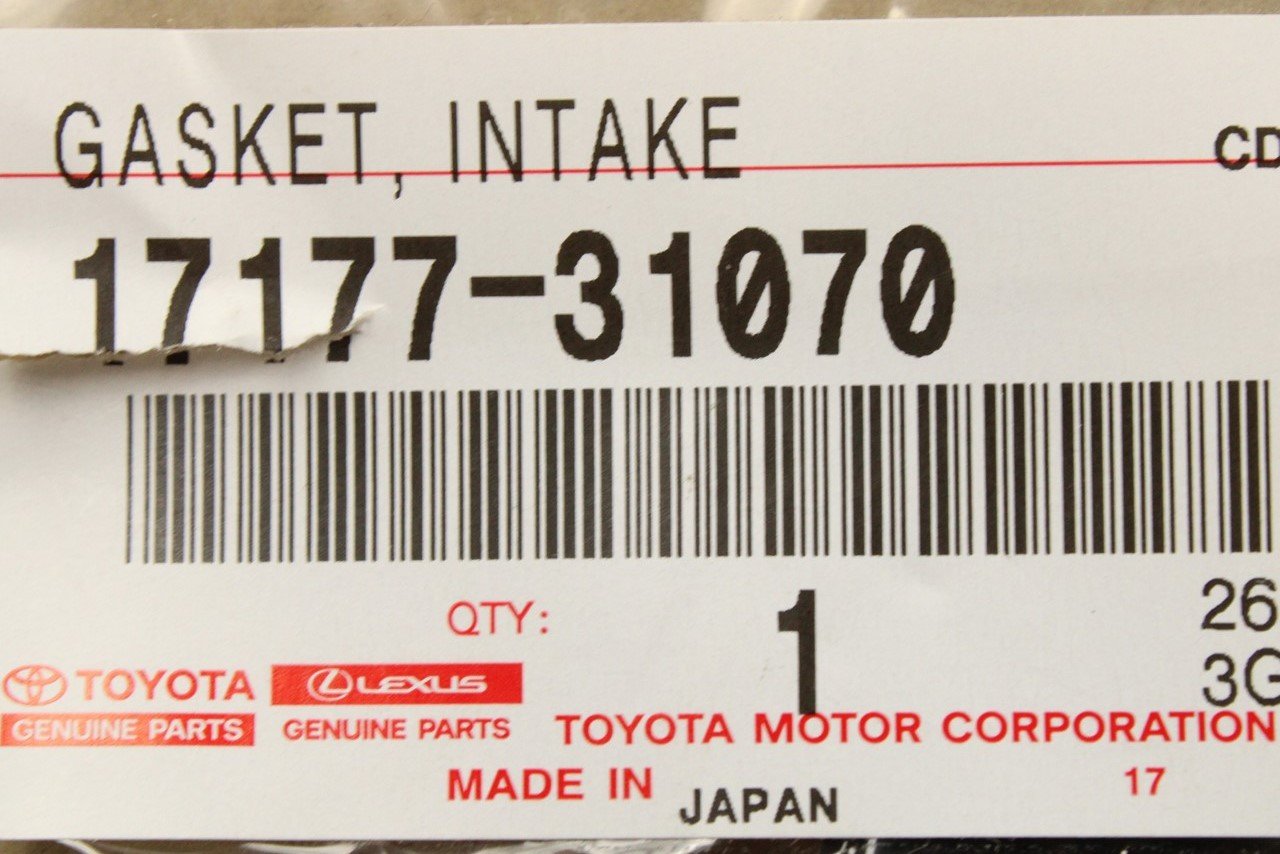 GASKET, INTAKE
CD
17177-31070
QTY: 1
26
3G
TOYOTA
GENUINE PARTS
LEXUS
GENUINE PARTS
TOYOTA MOTOR CORPORATION
MADE IN JAPAN
17